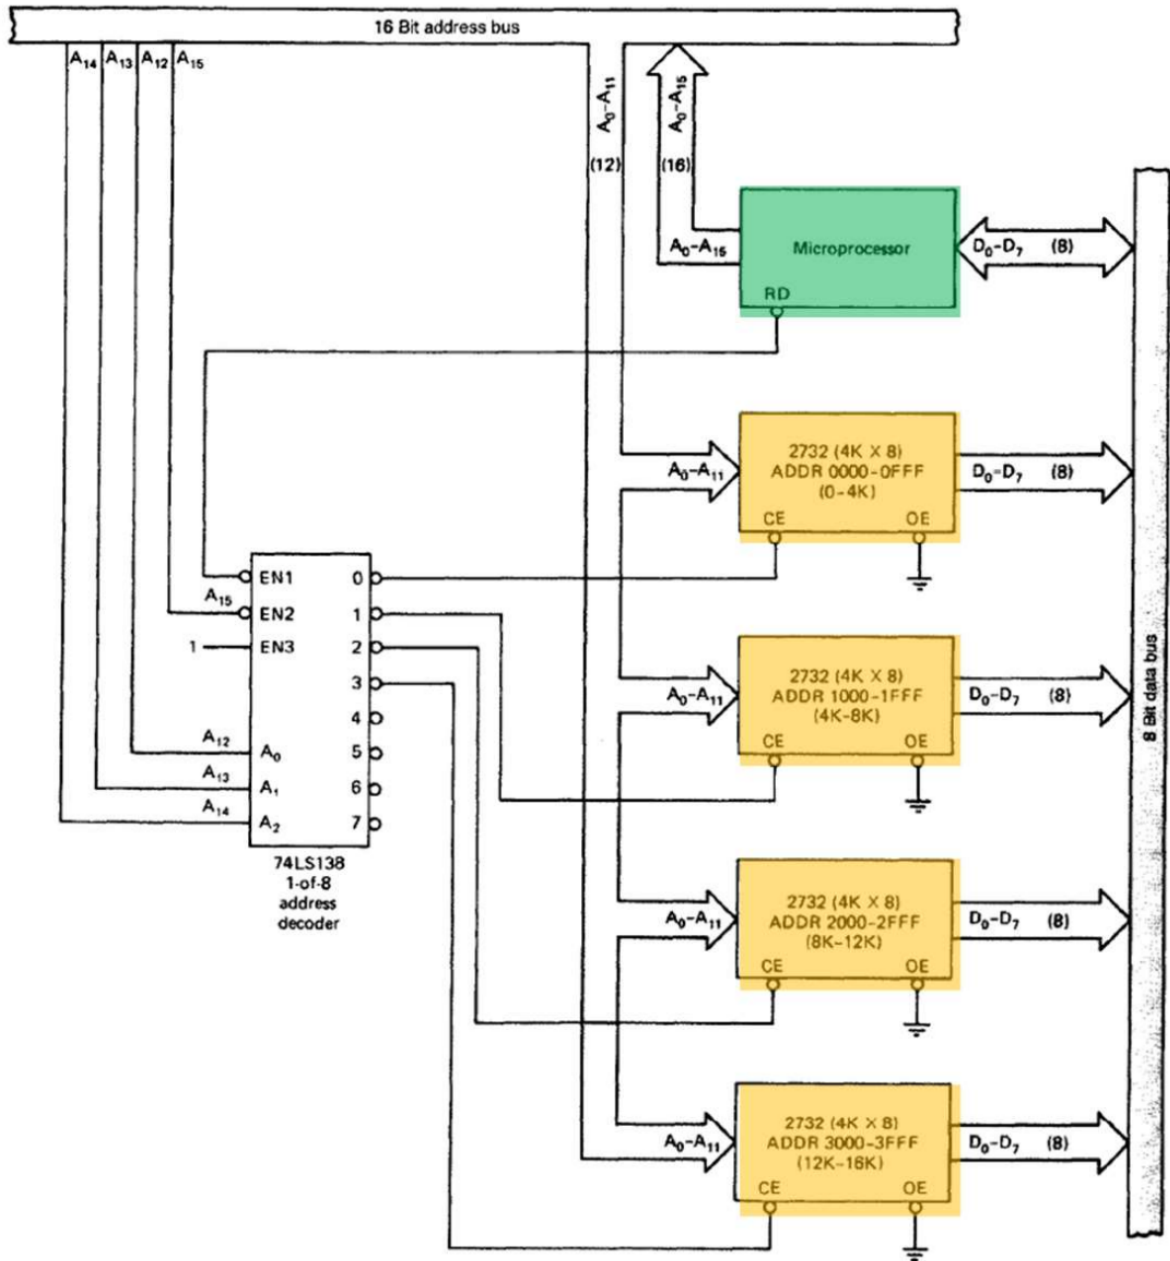 16 Bit address bus
A₁₄ A₁₃ A₁₂ A₁₅
A₀–A₁₁
(12)
A₀–A₁₅
(16)
A₀–A₁₅
Microprocessor
RD
D₀–D₇ (8)
A₀–A₁₁
2732 (4K X 8)
ADDR 0000–0FFF
(0–4K)
CE OE
D₀–D₇ (8)
EN1
A₁₅
EN2
1
EN3
A₁₂
A₀
A₁₃
A₁
A₁₄
A₂
0
1
2
3
4
5
6
7
74LS138
1-of-8
address
decoder
A₀–A₁₁
2732 (4K X 8)
ADDR 1000–1FFF
(4K–8K)
CE OE
D₀–D₇ (8)
A₀–A₁₁
2732 (4K X 8)
ADDR 2000–2FFF
(8K–12K)
CE OE
D₀–D₇ (8)
A₀–A₁₁
2732 (4K X 8)
ADDR 3000–3FFF
(12K–16K)
CE OE
D₀–D₇ (8)
8 Bit data bus